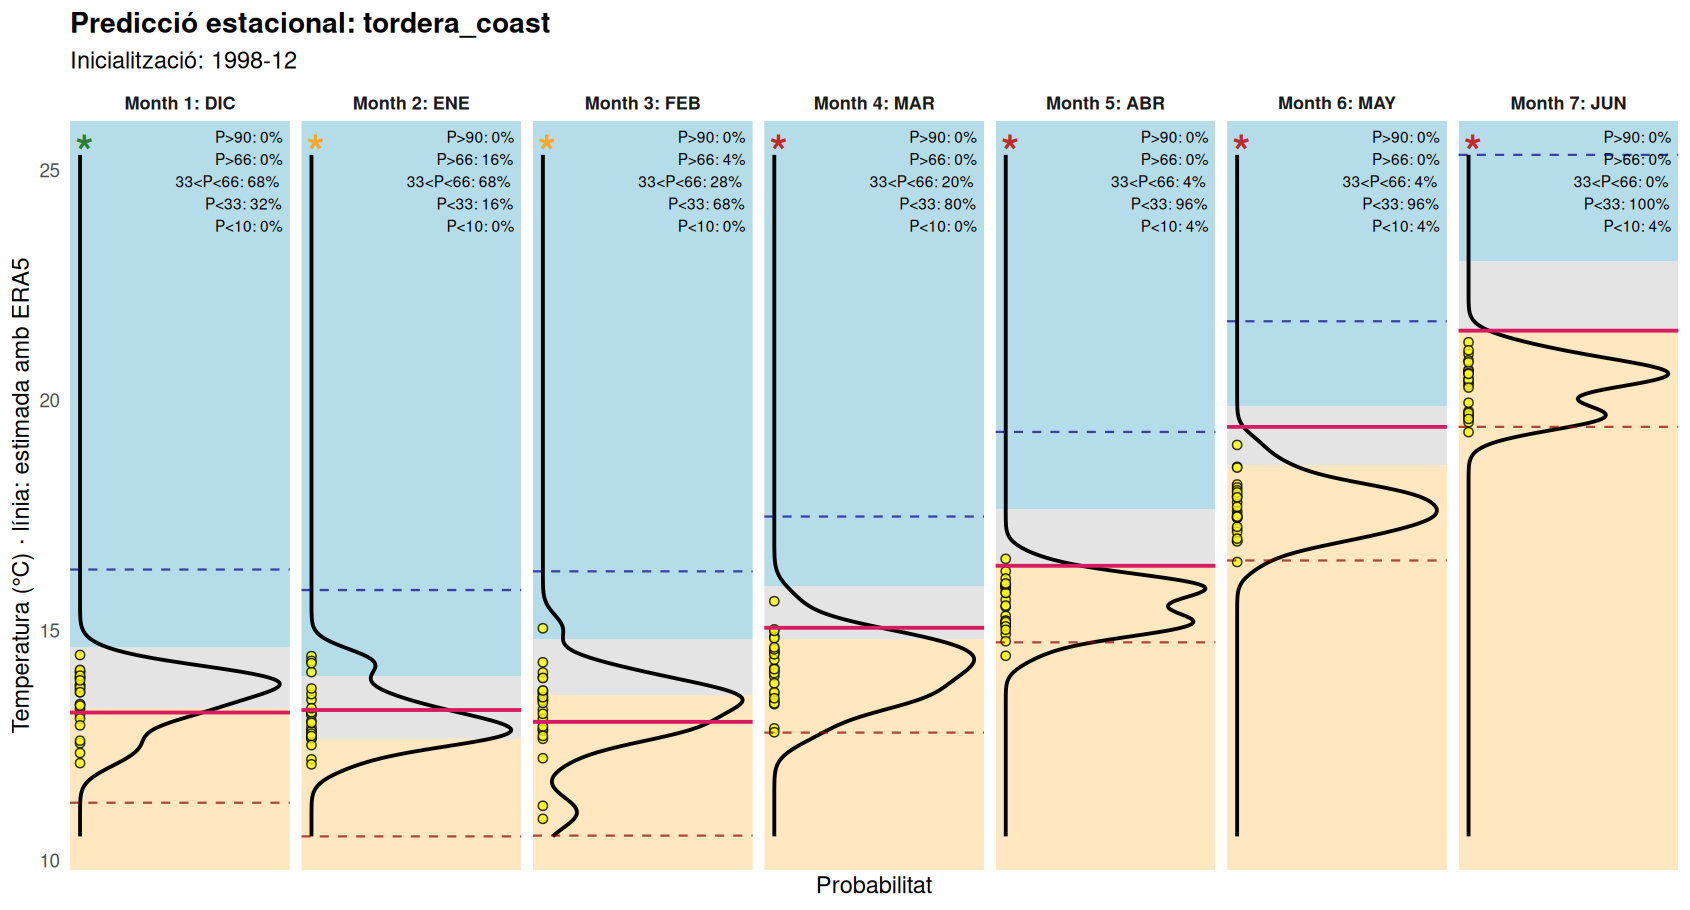 Predicció estacional: tordera_coast
Inicialització: 1998-12
Month 1: DIC
P>90: 0%
P>66: 0%
33<P<66: 68%
P<33: 32%
P<10: 0%
Month 2: ENE
P>90: 0%
P>66: 16%
33<P<66: 68%
P<33: 16%
P<10: 0%
Month 3: FEB
P>90: 0%
P>66: 4%
33<P<66: 28%
P<33: 68%
P<10: 0%
Month 4: MAR
P>90: 0%
P>66: 0%
33<P<66: 20%
P<33: 80%
P<10: 0%
Month 5: ABR
P>90: 0%
P>66: 0%
33<P<66: 4%
P<33: 96%
P<10: 4%
Month 6: MAY
P>90: 0%
P>66: 0%
33<P<66: 4%
P<33: 96%
P<10: 4%
Month 7: JUN
P>90: 0%
P>66: 0%
33<P<66: 0%
P<33: 100%
P<10: 4%
Temperatura (°C) · línia: estimada amb ERA5
25
20
15
10
Probabilitat